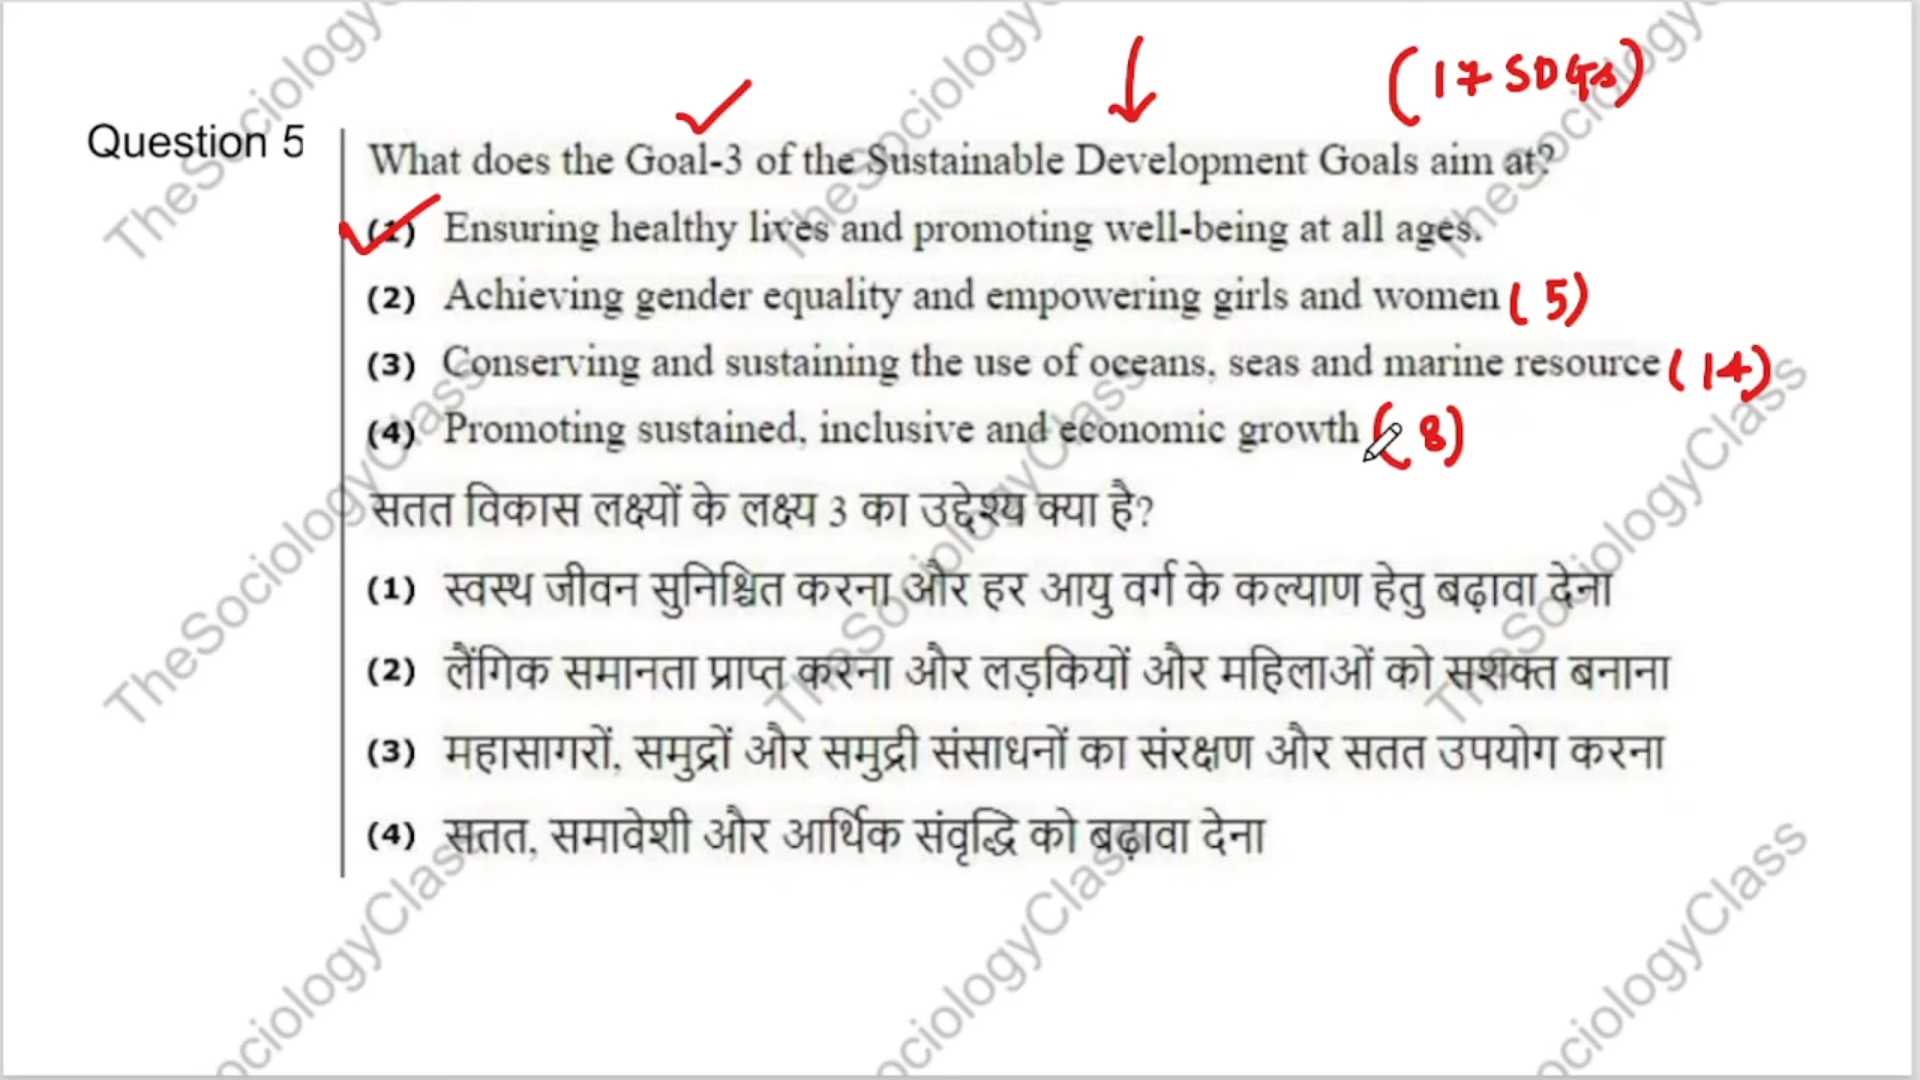 (17 SDGs)
Question 5
What does the Goal-3 of the Sustainable Development Goals aim at?
(1) Ensuring healthy lives and promoting well-being at all ages.
(2) Achieving gender equality and empowering girls and women (5)
(3) Conserving and sustaining the use of oceans, seas and marine resource (14)
(4) Promoting sustained, inclusive and economic growth (8)
सतत विकास लक्ष्यों के लक्ष्य 3 का उद्देश्य क्या है?
(1) स्वस्थ जीवन सुनिश्चित करना और हर आयु वर्ग के कल्याण हेतु बढ़ावा देना
(2) लैंगिक समानता प्राप्त करना और लड़कियों और महिलाओं को सशक्त बनाना
(3) महासागरों, समुद्रों और समुद्री संसाधनों का संरक्षण और सतत उपयोग करना
(4) सतत, समावेशी और आर्थिक संवृद्धि को बढ़ावा देना
TheSociologyClass
TheSociologyClass
TheSociologyClass